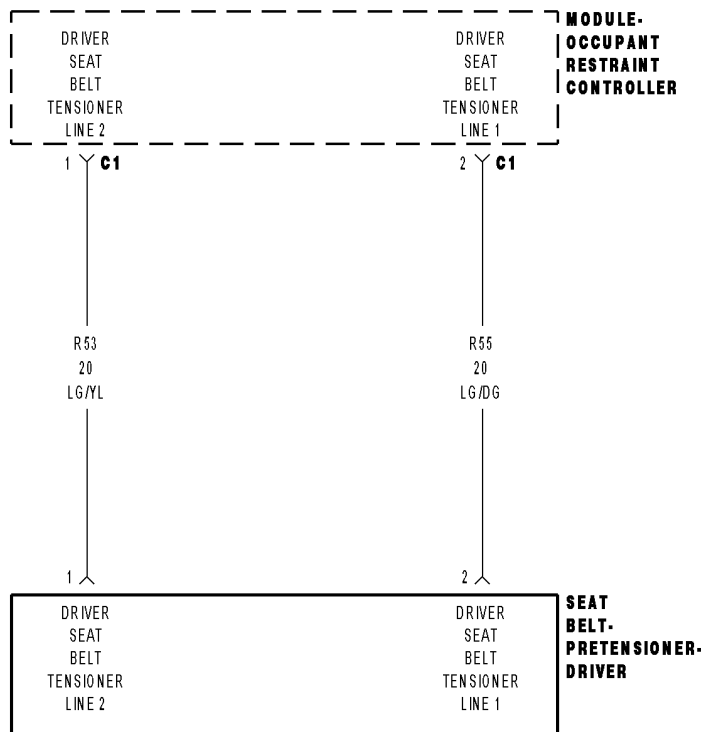 DRIVER
SEAT
BELT
TENSIONER
LINE 2
DRIVER
SEAT
BELT
TENSIONER
LINE 1
MODULE-
OCCUPANT
RESTRAINT
CONTROLLER
1 C1
2 C1
R53
20
LG/YL
R55
20
LG/DG
1
2
DRIVER
SEAT
BELT
TENSIONER
LINE 2
DRIVER
SEAT
BELT
TENSIONER
LINE 1
SEAT
BELT-
PRETENSIONER-
DRIVER